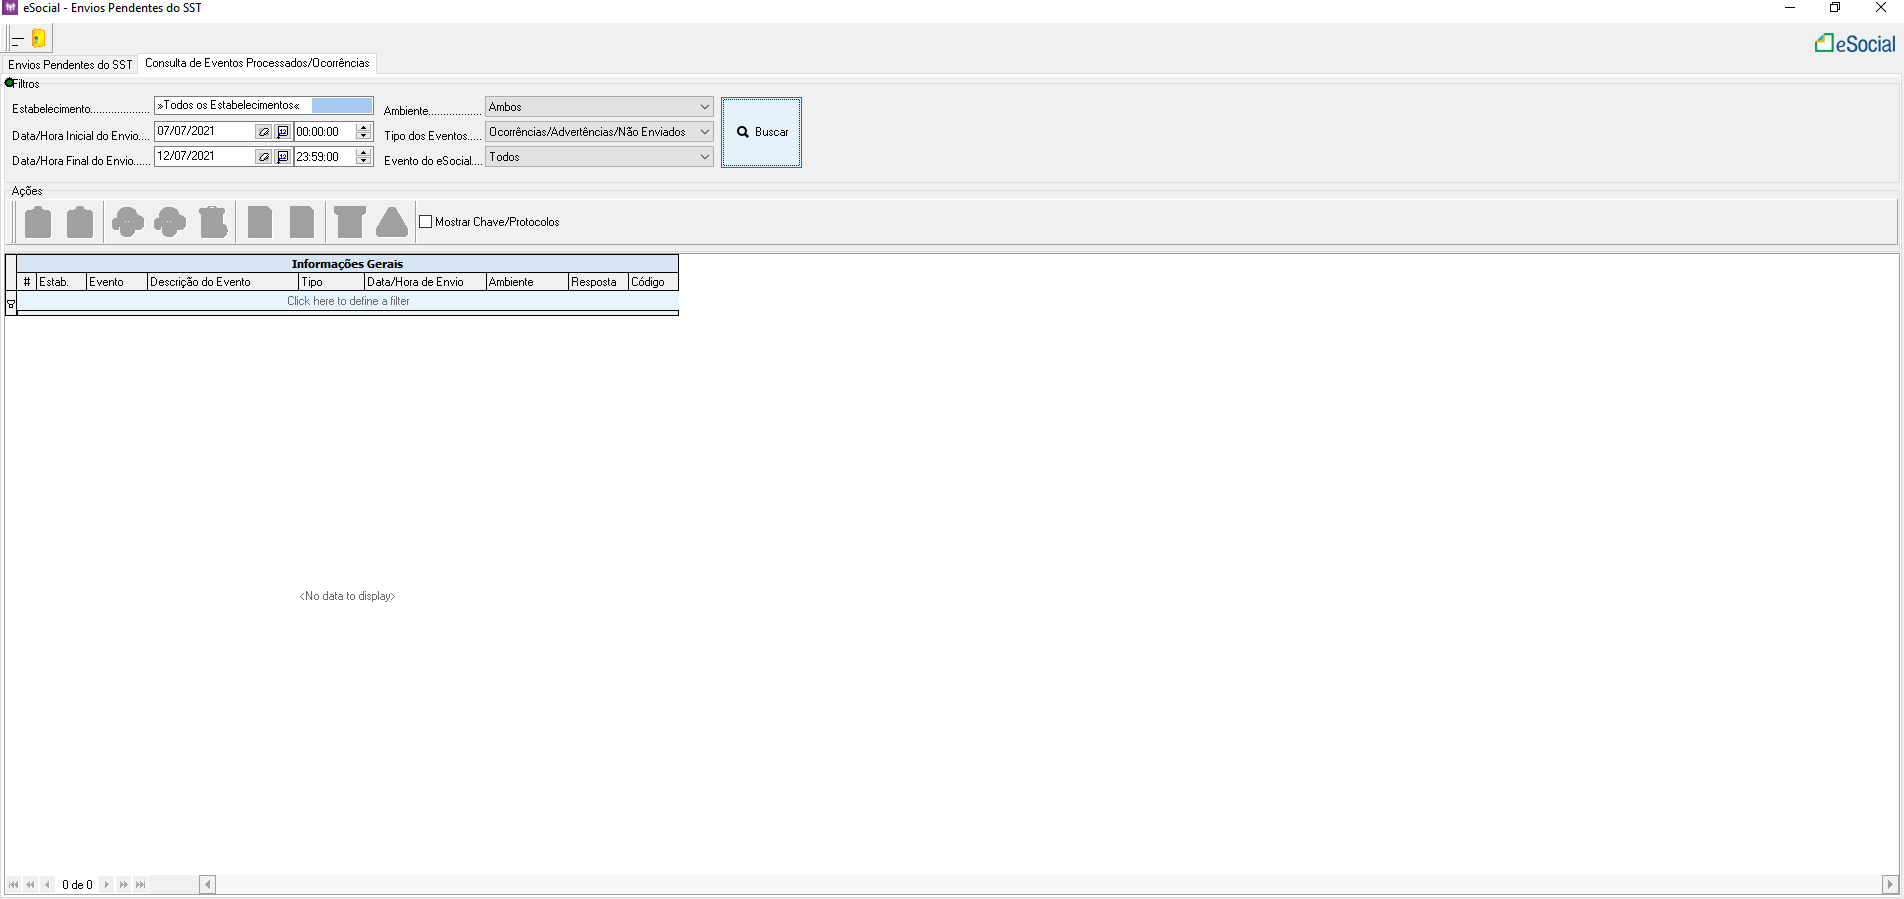 eSocial - Envios Pendentes do SST
eSocial
Envios Pendentes do SST
Consulta de Eventos Processados/Ocorrências
Filtros
Estabelecimento.................... »Todos os Estabelecimentos« Ambiente.................. Ambos
Data/Hora Inicial do Envio.... 07/07/2021 00:00:00 Tipo dos Eventos..... Ocorrências/Advertências/Não Enviados
Buscar
Data/Hora Final do Envio...... 12/07/2021 23:59:00 Evento do eSocial.... Todos
Ações
Mostrar Chave/Protocolos
Informações Gerais
# Estab. Evento Descrição do Evento Tipo Data/Hora de Envio Ambiente Resposta Código
Click here to define a filter
<No data to display>
0 de 0